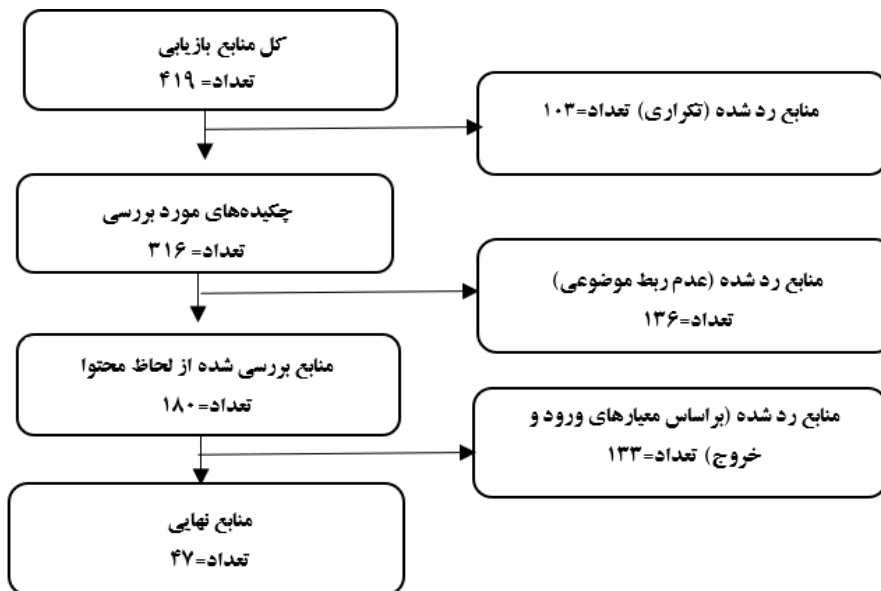 کل منابع بازیابی
تعداد= ۴۱۹
منابع رد شده (تکراری) تعداد=۱۰۳
چکیده‌های مورد بررسی
تعداد= ۳۱۶
منابع رد شده (عدم ربط موضوعی)
تعداد=۱۳۶
منابع بررسی شده از لحاظ محتوا
تعداد=۱۸۰
منابع رد شده (براساس معیارهای ورود و
خروج) تعداد=۱۳۳
منابع نهایی
تعداد=۴۷